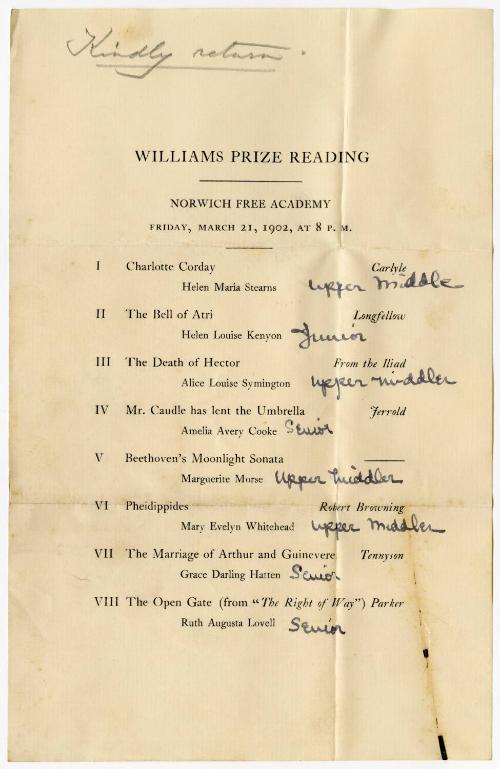 Kindly return.
WILLIAMS PRIZE READING
NORWICH FREE ACADEMY
FRIDAY, MARCH 21, 1902, AT 8 P. M.
I Charlotte Corday Carlyle
Helen Maria Stearns Upper Middle
II The Bell of Atri Longfellow
Helen Louise Kenyon Junior
III The Death of Hector From the Iliad
Alice Louise Symington Upper Middler
IV Mr. Caudle has lent the Umbrella Jerrold
Amelia Avery Cooke Senior
V Beethoven's Moonlight Sonata
Marguerite Morse Upper Middler
VI Pheidippides Robert Browning
Mary Evelyn Whitehead Upper Middler
VII The Marriage of Arthur and Guinevere Tennyson
Grace Darling Hatten Senior
VIII The Open Gate (from "The Right of Way") Parker
Ruth Augusta Lovell Senior